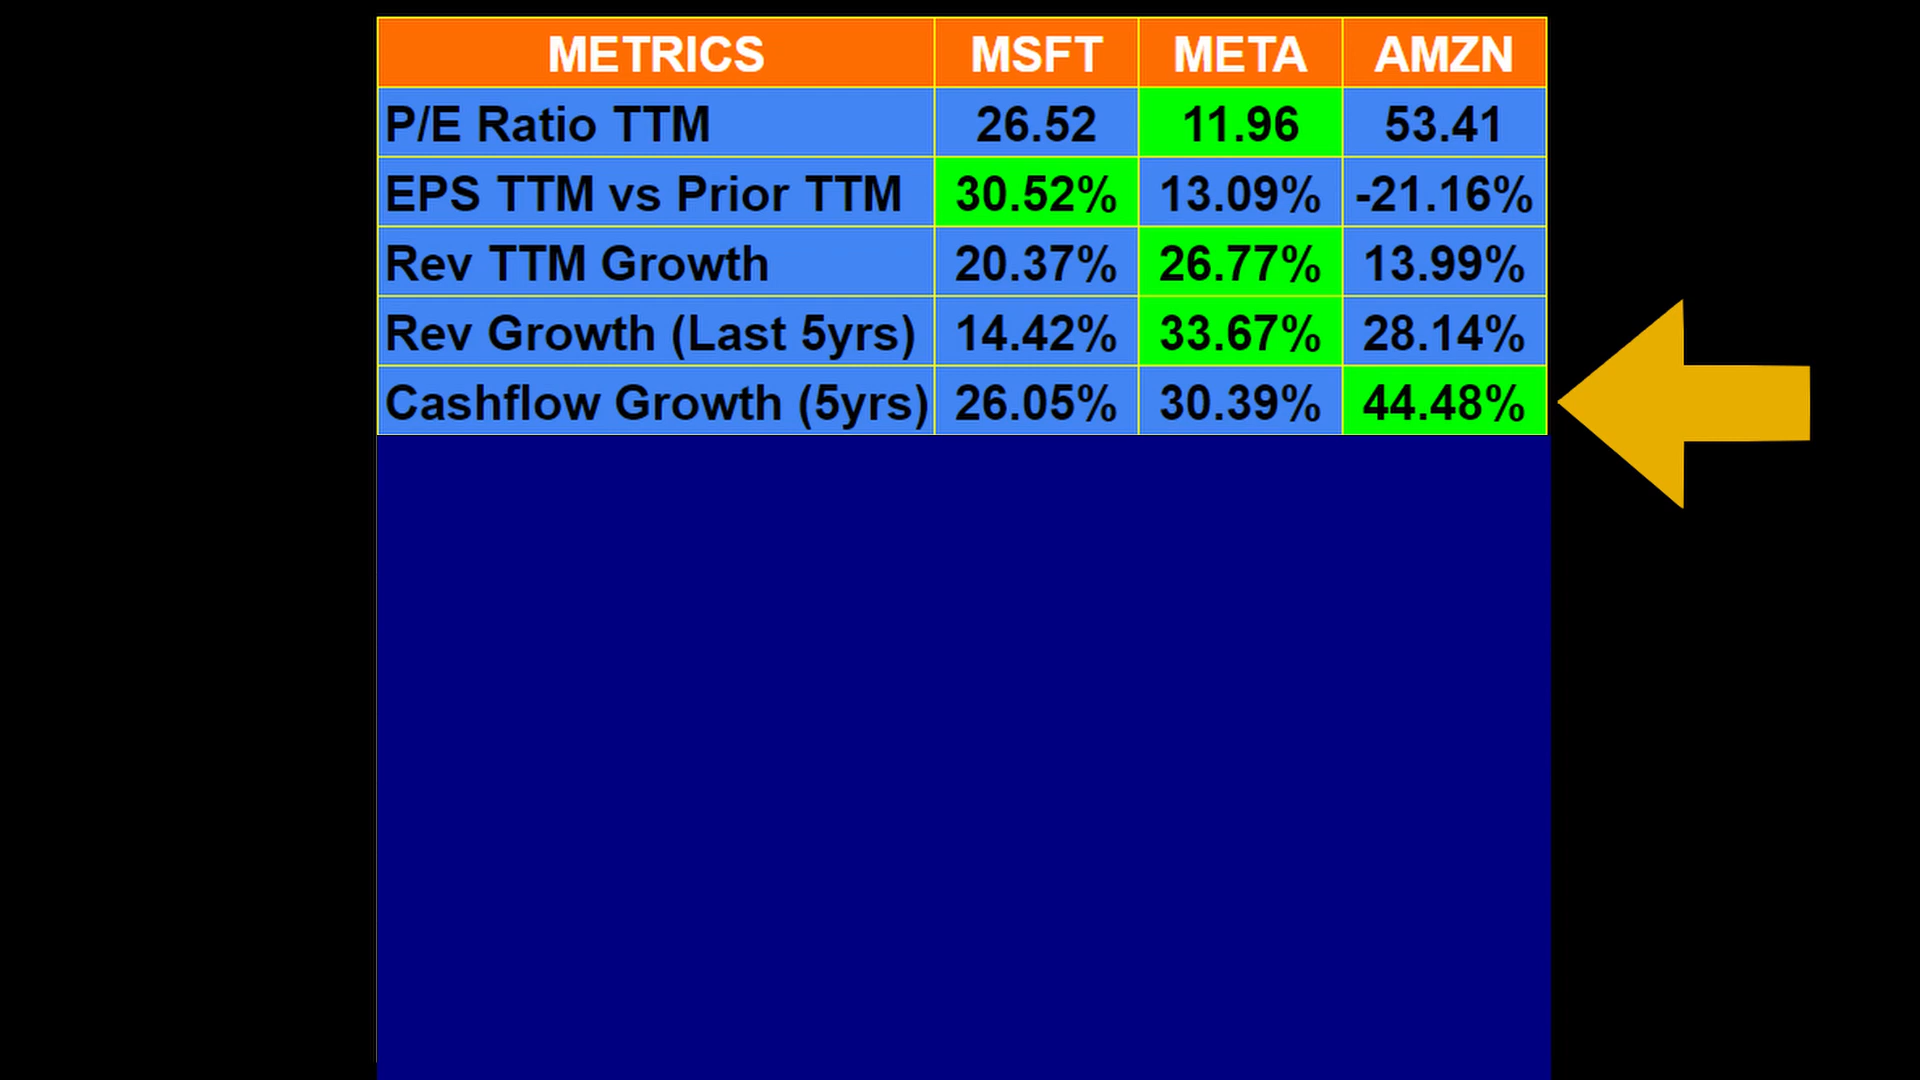 METRICS MSFT META AMZN
P/E Ratio TTM 26.52 11.96 53.41
EPS TTM vs Prior TTM 30.52% 13.09% -21.16%
Rev TTM Growth 20.37% 26.77% 13.99%
Rev Growth (Last 5yrs) 14.42% 33.67% 28.14%
Cashflow Growth (5yrs) 26.05% 30.39% 44.48%